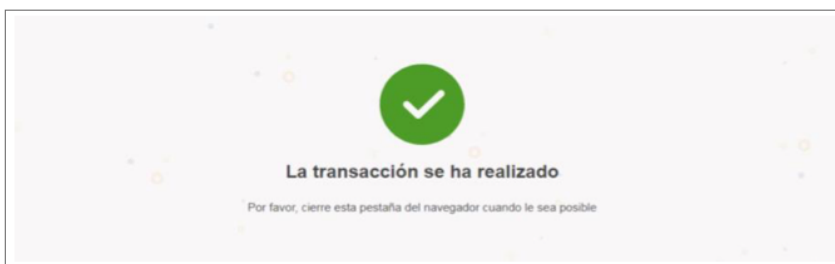 La transacción se ha realizado
Por favor, cierre esta pestaña del navegador cuando le sea posible